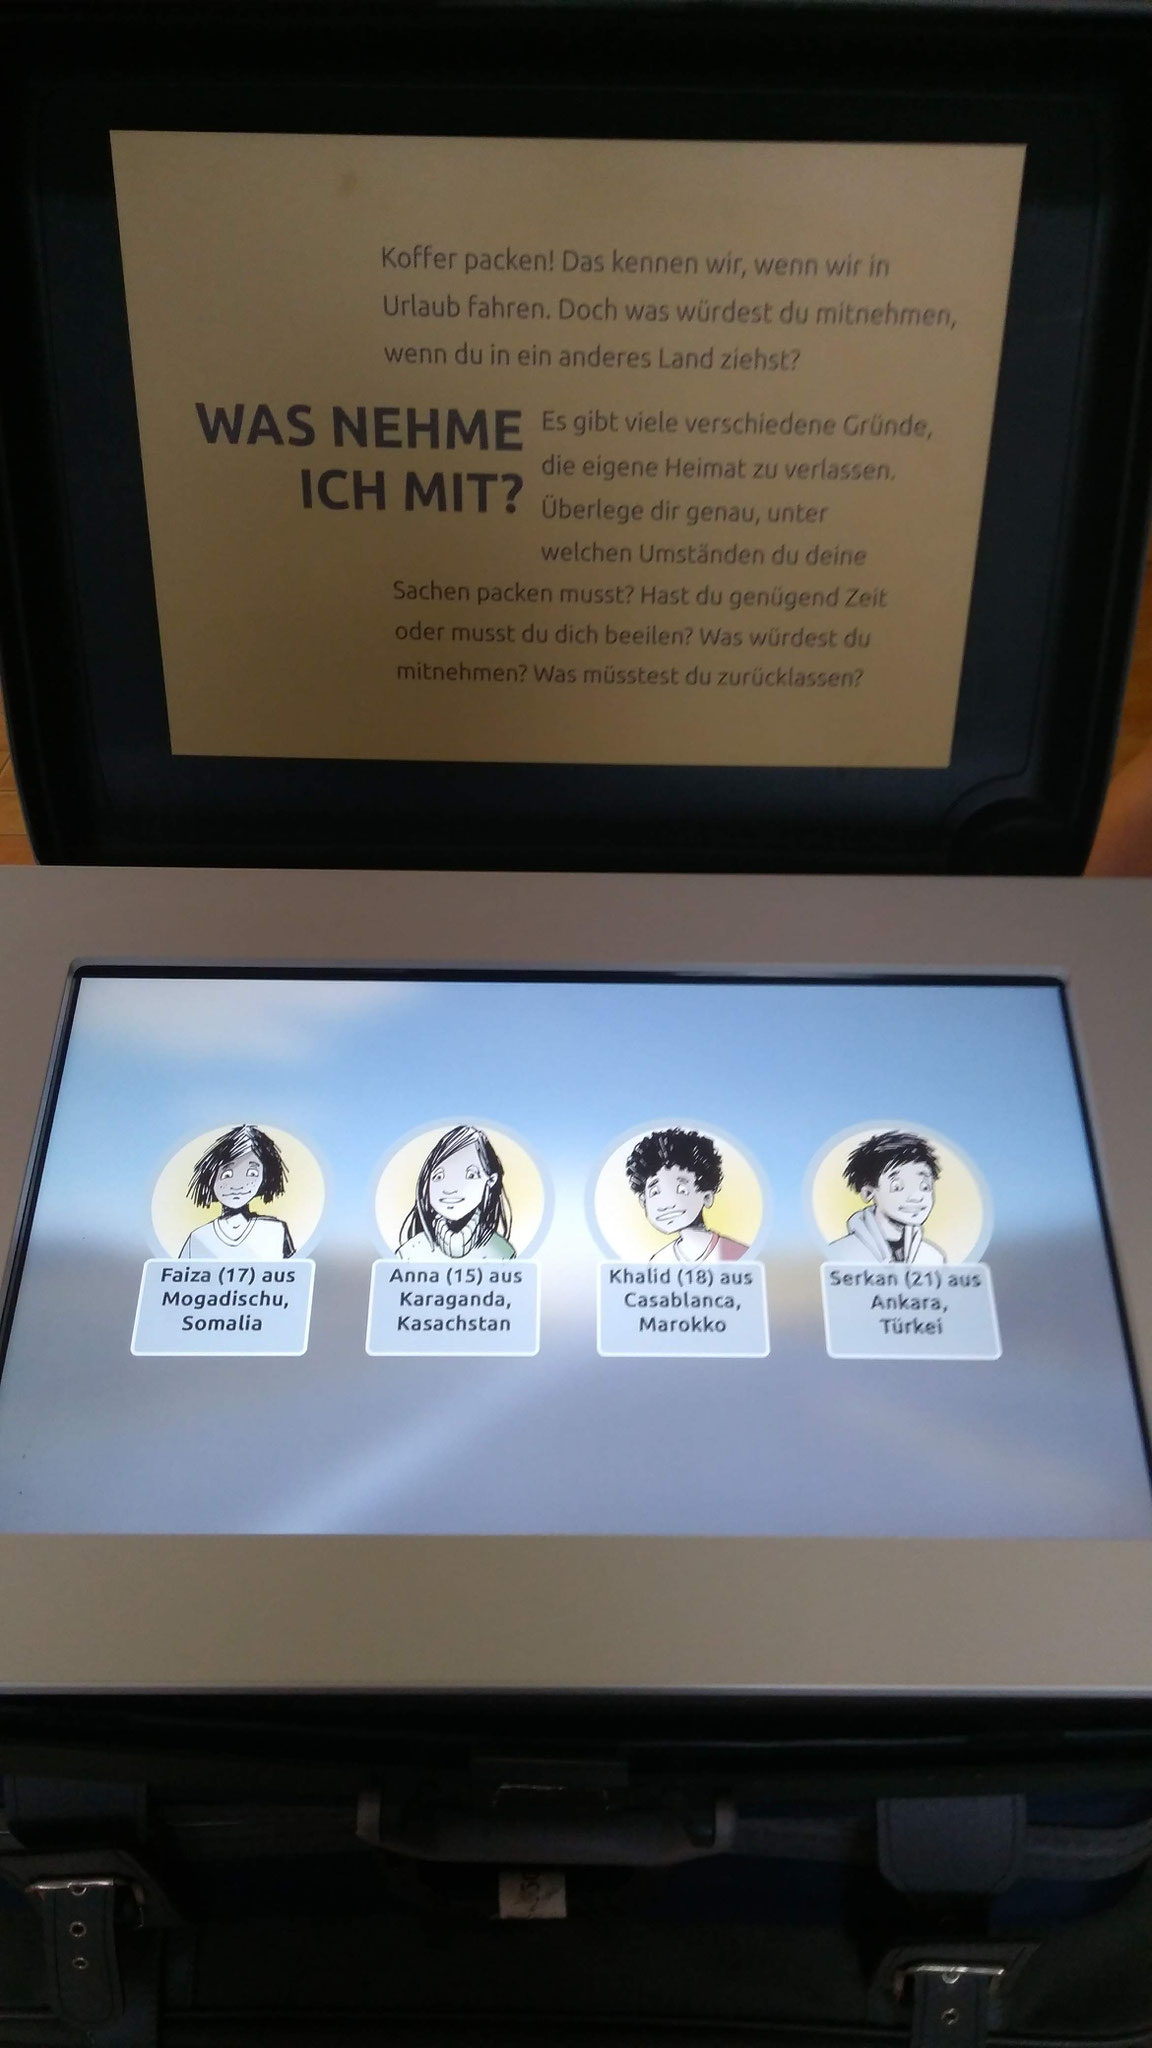 Koffer packen! Das kennen wir, wenn wir in
Urlaub fahren. Doch was würdest du mitnehmen,
wenn du in ein anderes Land ziehst?
WAS NEHME
ICH MIT?
Es gibt viele verschiedene Gründe,
die eigene Heimat zu verlassen.
Überlege dir genau, unter
welchen Umständen du deine
Sachen packen musst? Hast du genügend Zeit
oder musst du dich beeilen? Was würdest du
mitnehmen? Was müsstest du zurücklassen?
Faiza (17) aus
Mogadischu,
Somalia
Anna (15) aus
Karaganda,
Kasachstan
Khalid (18) aus
Casablanca,
Marokko
Serkan (21) aus
Ankara,
Türkei